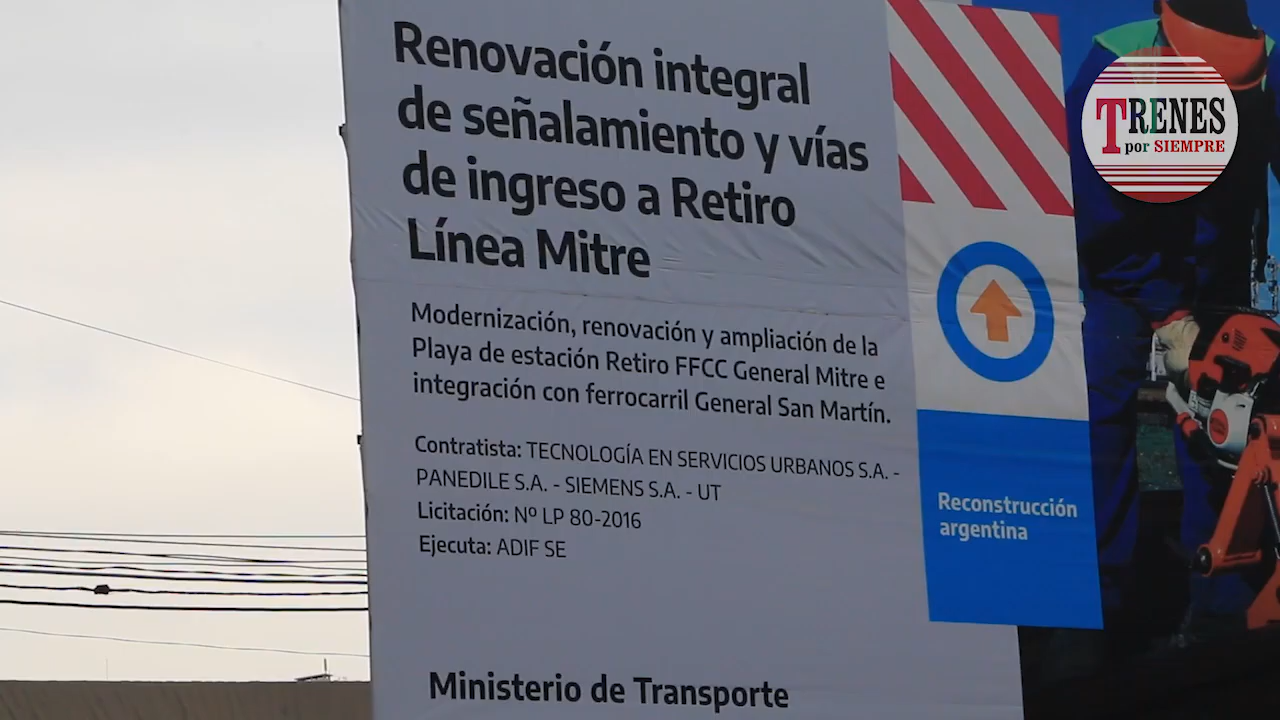 Renovación integral
de señalamiento y vías
de ingreso a Retiro
Línea Mitre
Modernización, renovación y ampliación de la
Playa de estación Retiro FFCC General Mitre e
integración con ferrocarril General San Martín.
Contratista: TECNOLOGÍA EN SERVICIOS URBANOS S.A. -
PANEDILE S.A. - SIEMENS S.A. - UT
Licitación: Nº LP 80-2016
Ejecuta: ADIF SE
Ministerio de Transporte
Reconstrucción
argentina
TRENES
por SIEMPRE